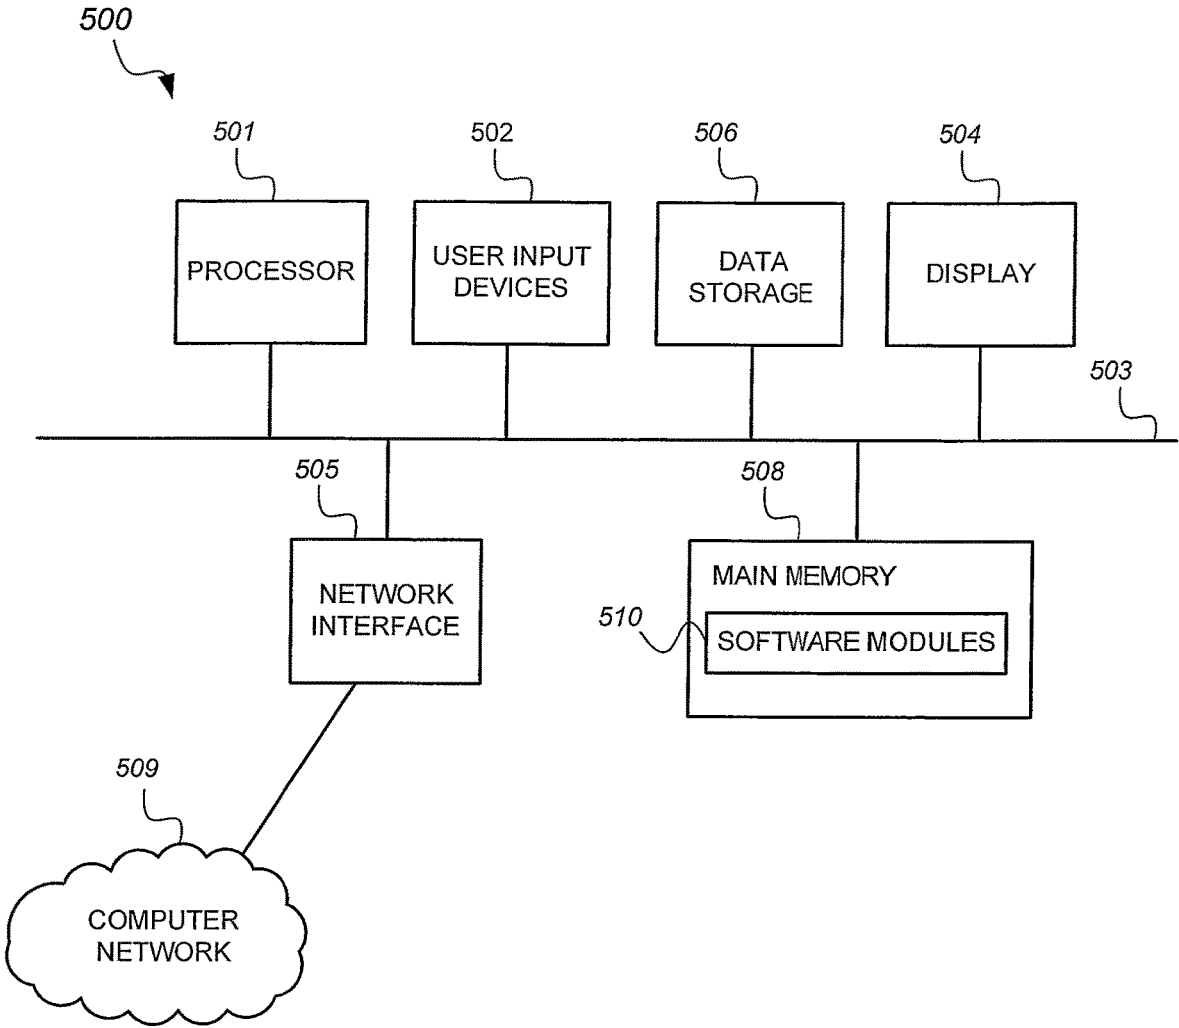 500
501
502
506
504
PROCESSOR
USER INPUT
DEVICES
DATA
STORAGE
DISPLAY
503
505
508
NETWORK
INTERFACE
MAIN MEMORY
510
SOFTWARE MODULES
509
COMPUTER
NETWORK